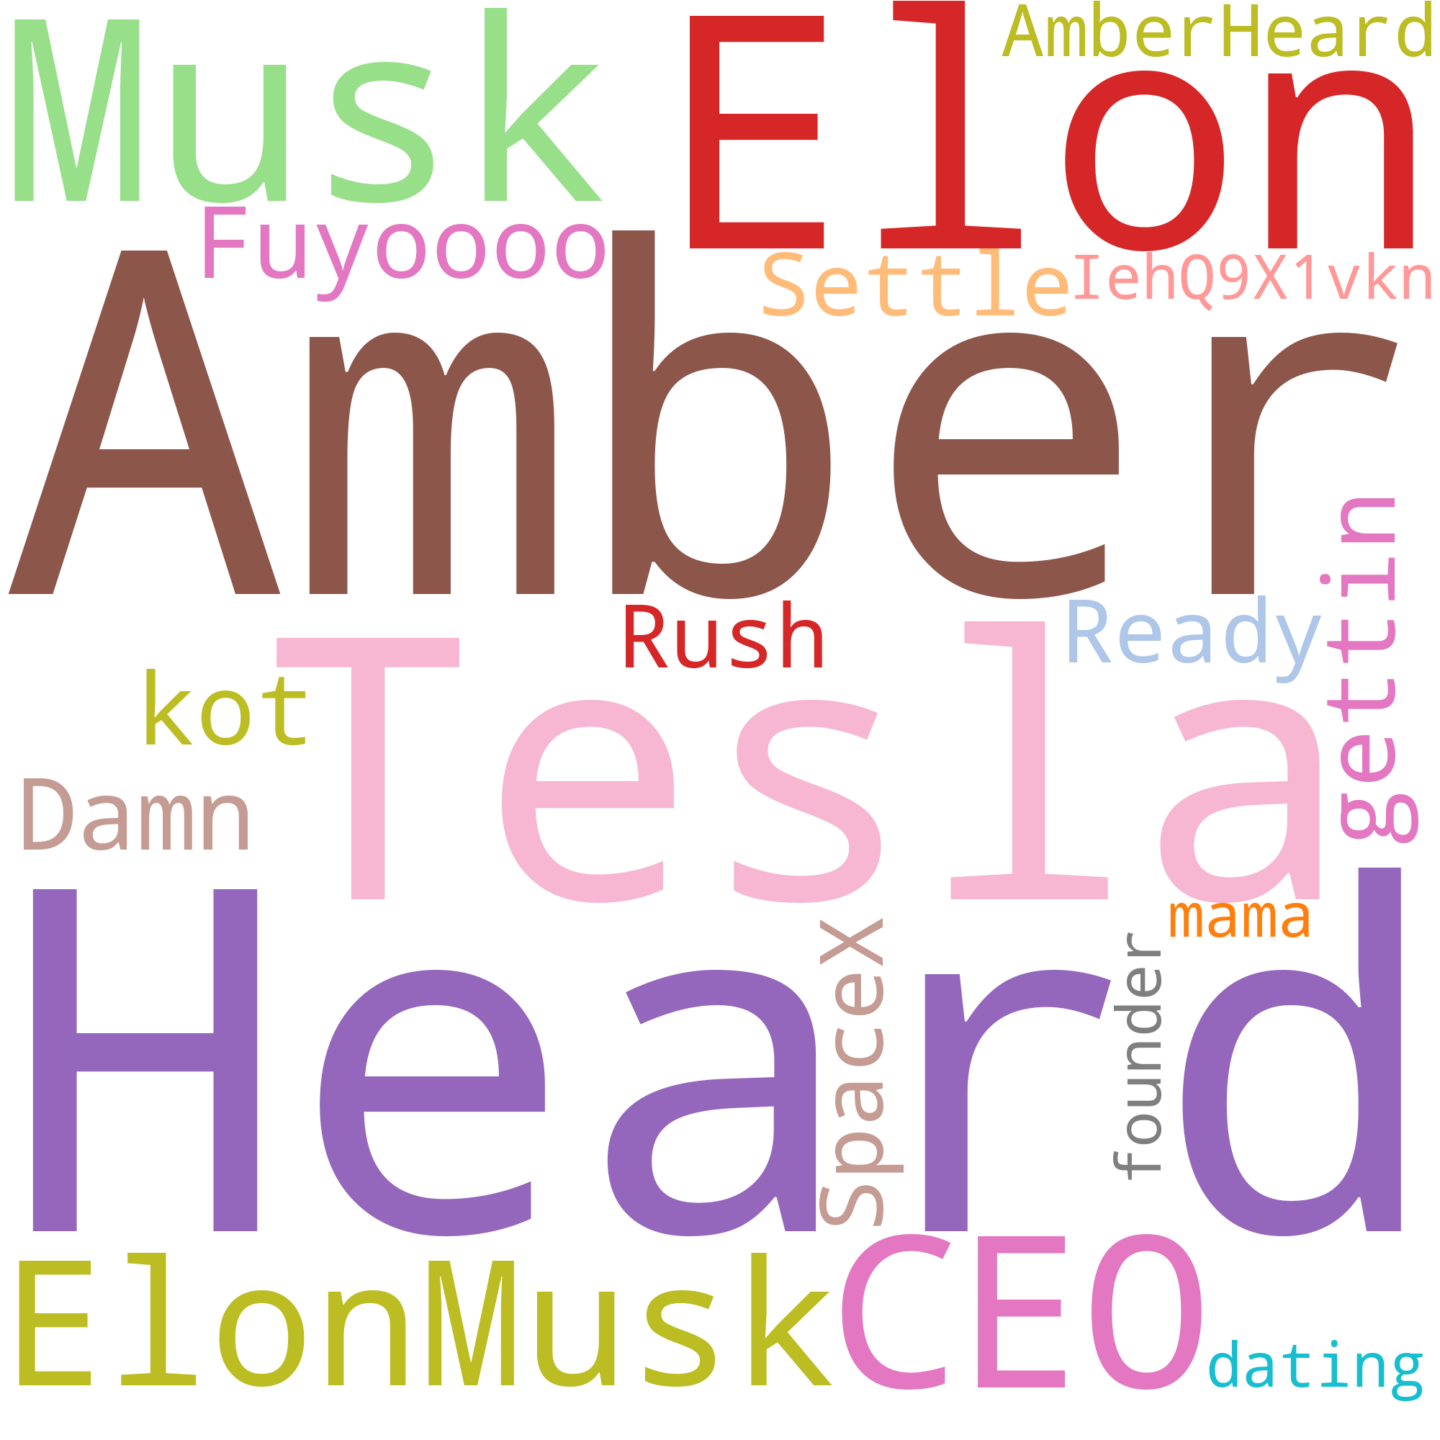 Musk
Elon
AmberHeard
Fuyoooo
Settle
IehQ9X1vkn
Amber
gettin
Rush
Ready
Tesla
kot
Damn
Heard
SpaceX
founder
mama
ElonMusk
CEO
dating